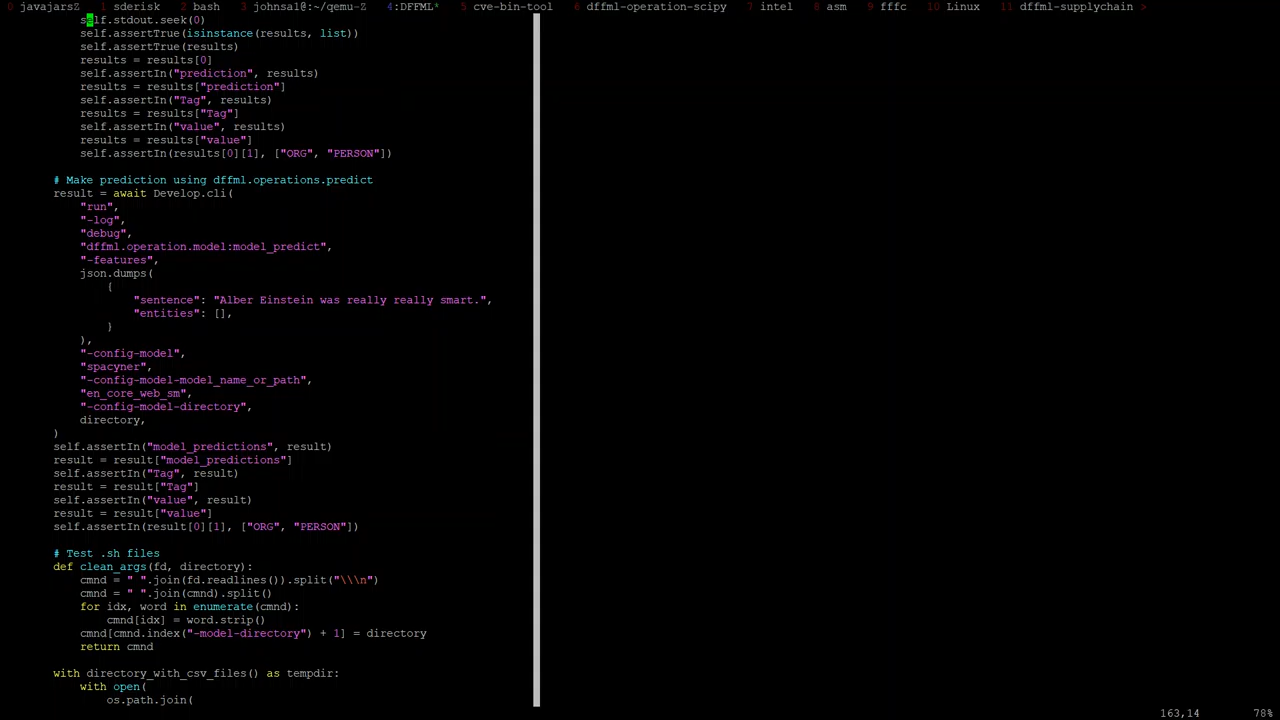 0 javajarsZ  1 sderisk  2 bash  3 johnsal@:~/qemu-Z  4:DFFML*  5 cve-bin-tool  6 dffml-operation-scipy  7 intel  8 asm  9 fffc  10 Linux  11 dffml-supplychain >
self.stdout.seek(0)
self.assertTrue(isinstance(results, list))
self.assertTrue(results)
results = results[0]
self.assertIn("prediction", results)
results = results["prediction"]
self.assertIn("Tag", results)
results = results["Tag"]
self.assertIn("value", results)
results = results["value"]
self.assertIn(results[0][1], ["ORG", "PERSON"])
# Make prediction using dffml.operations.predict
result = await Develop.cli(
"run",
"-log",
"debug",
"dffml.operation.model:model_predict",
"-features",
json.dumps(
{
"sentence": "Alber Einstein was really really smart.",
"entities": [],
}
),
"-config-model",
"spacyner",
"-config-model-model_name_or_path",
"en_core_web_sm",
"-config-model-directory",
directory,
)
self.assertIn("model_predictions", result)
result = result["model_predictions"]
self.assertIn("Tag", result)
result = result["Tag"]
self.assertIn("value", result)
result = result["value"]
self.assertIn(result[0][1], ["ORG", "PERSON"])
# Test .sh files
def clean_args(fd, directory):
cmnd = " ".join(fd.readlines()).split("\\\n")
cmnd = " ".join(cmnd).split()
for idx, word in enumerate(cmnd):
cmnd[idx] = word.strip()
cmnd[cmnd.index("-model-directory") + 1] = directory
return cmnd
with directory_with_csv_files() as tempdir:
with open(
os.path.join(
163,14  78%